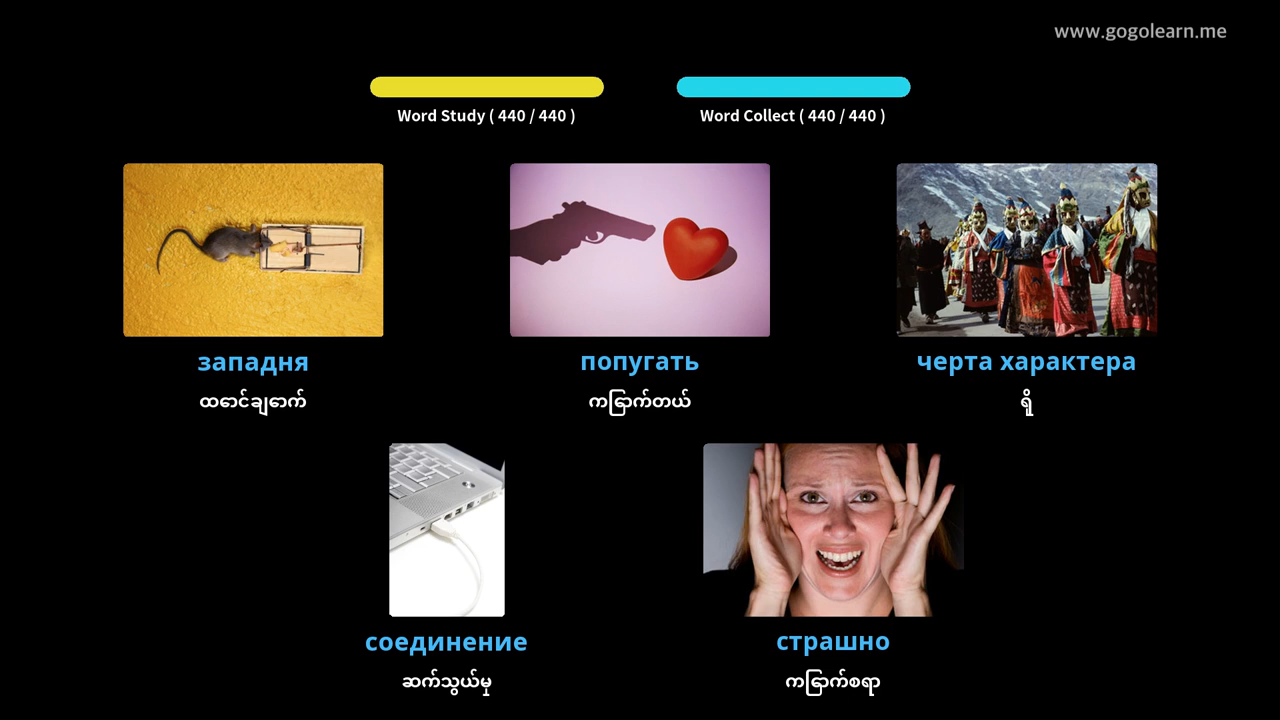 www.gogolearn.me
Word Study ( 440 / 440 )
Word Collect ( 440 / 440 )
западня
ထောင်ချောက်
попугать
ကြောက်တယ်
черта характера
ရို
соединение
ဆက်သွယ်မှု
страшно
ကြောက်စရာ